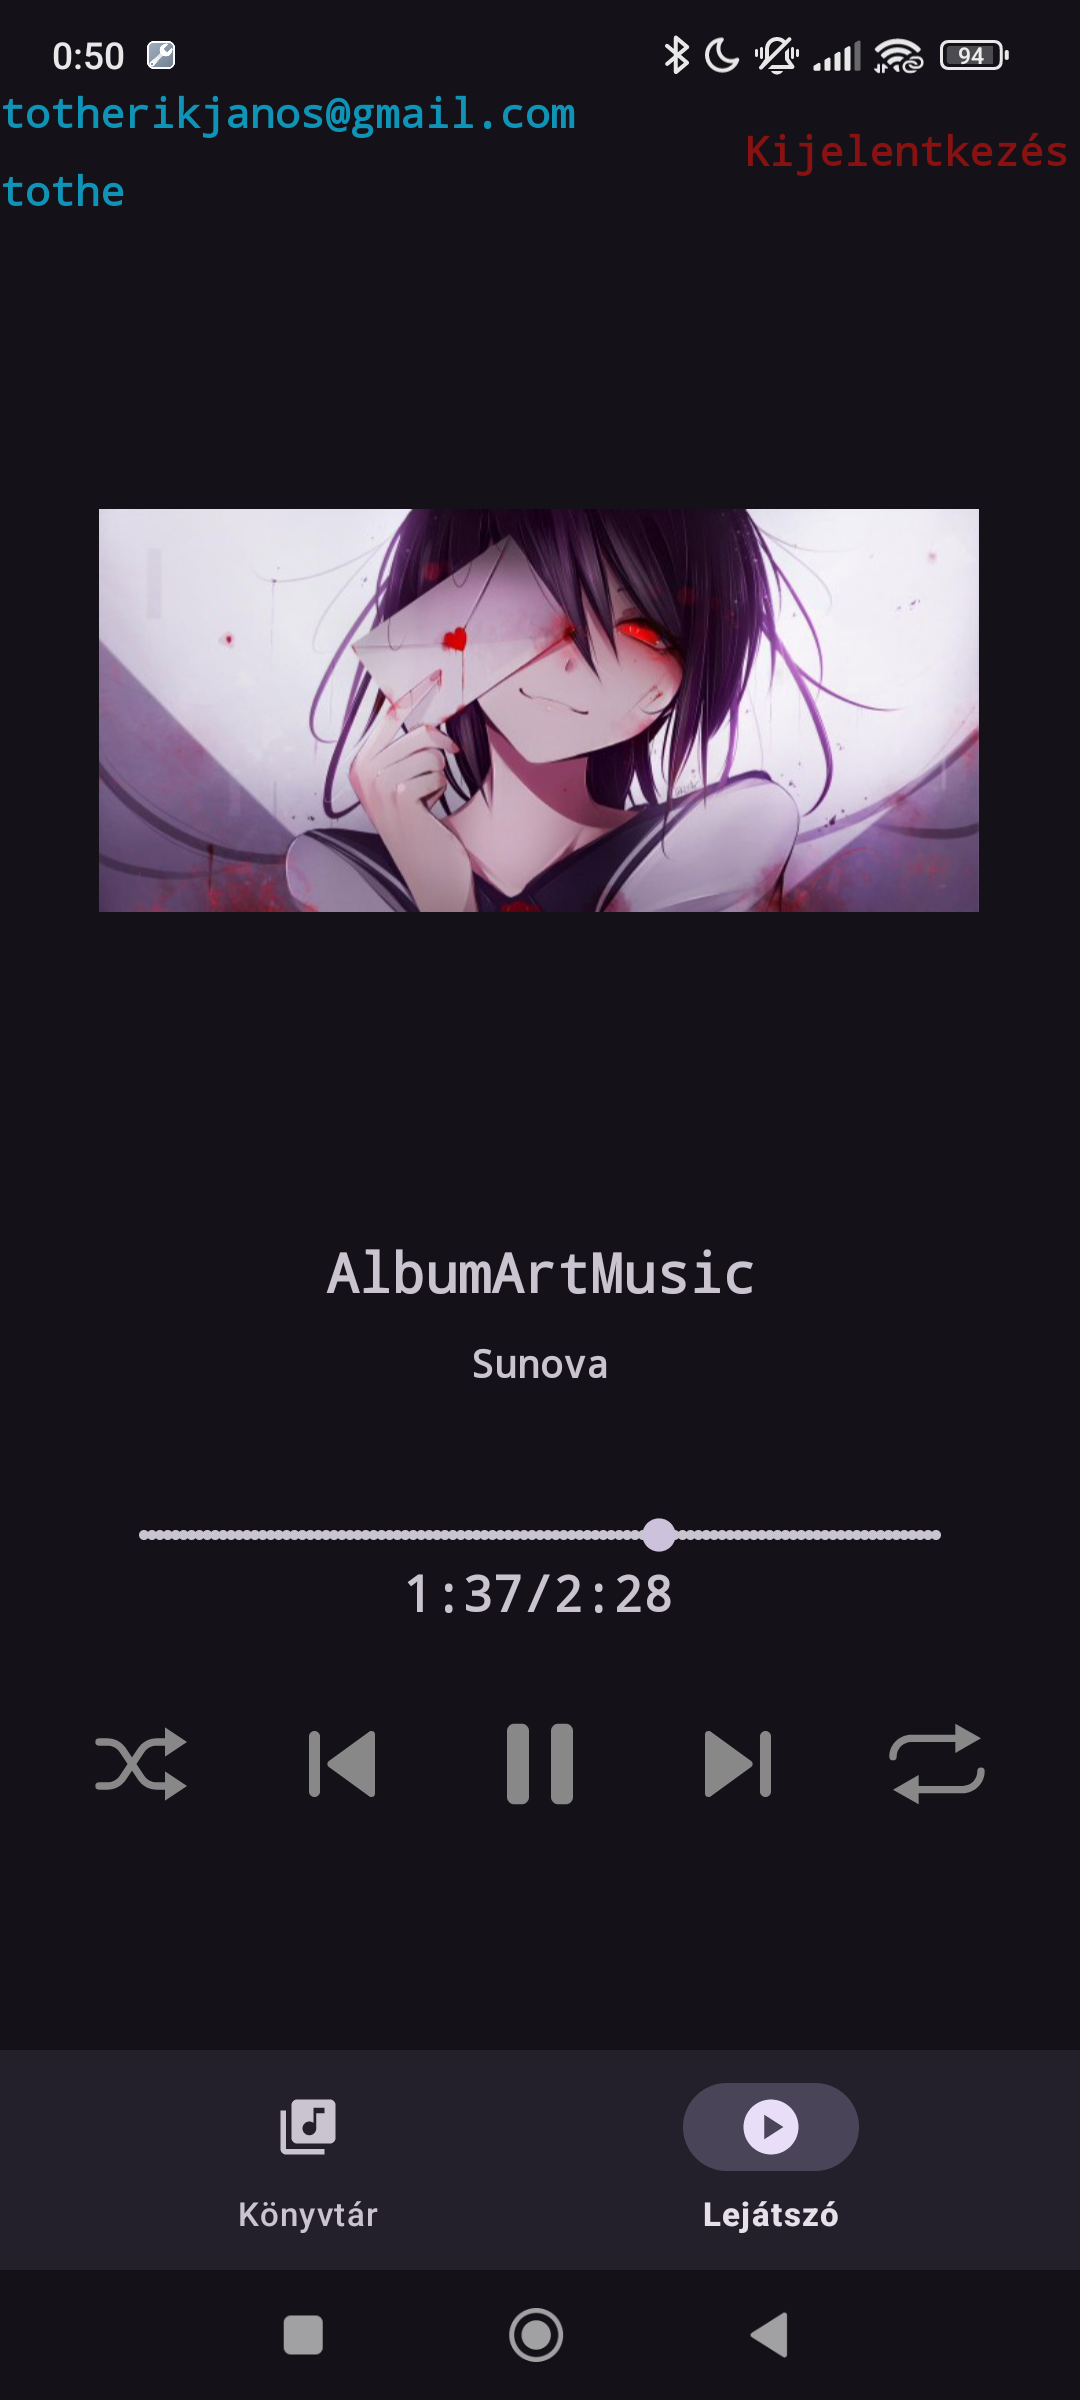 0:50
94
totherikjanos@gmail.com
Kijelentkezés
tothe
AlbumArtMusic
Sunova
1:37/2:28
Könyvtár
Lejátszó